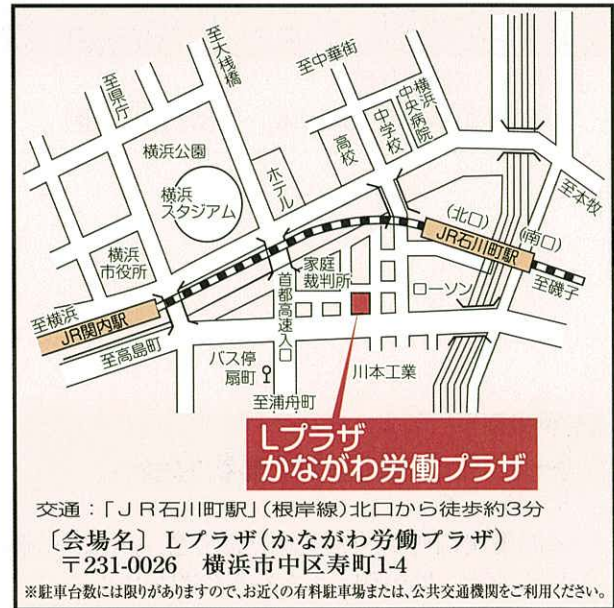 至大桟橋
至県庁
至中華街
横浜公園
横浜
スタジアム
ホテル
高校
中学校
横浜
中央病院
至本牧
横浜
市役所
家庭
裁判所
(北口)
JR石川町駅
(南口)
至磯子
ローソン
至横浜
JR関内駅
首都高速入口
至高島町
バス停
扇町
川本工業
至浦舟町
Lプラザ
かながわ労働プラザ
交通:「JR石川町駅」(根岸線)北口から徒歩約3分
〔会場名〕Lプラザ(かながわ労働プラザ)
〒231-0026 横浜市中区寿町1-4
※駐車台数には限りがありますので、お近くの有料駐車場または、公共交通機関をご利用ください。